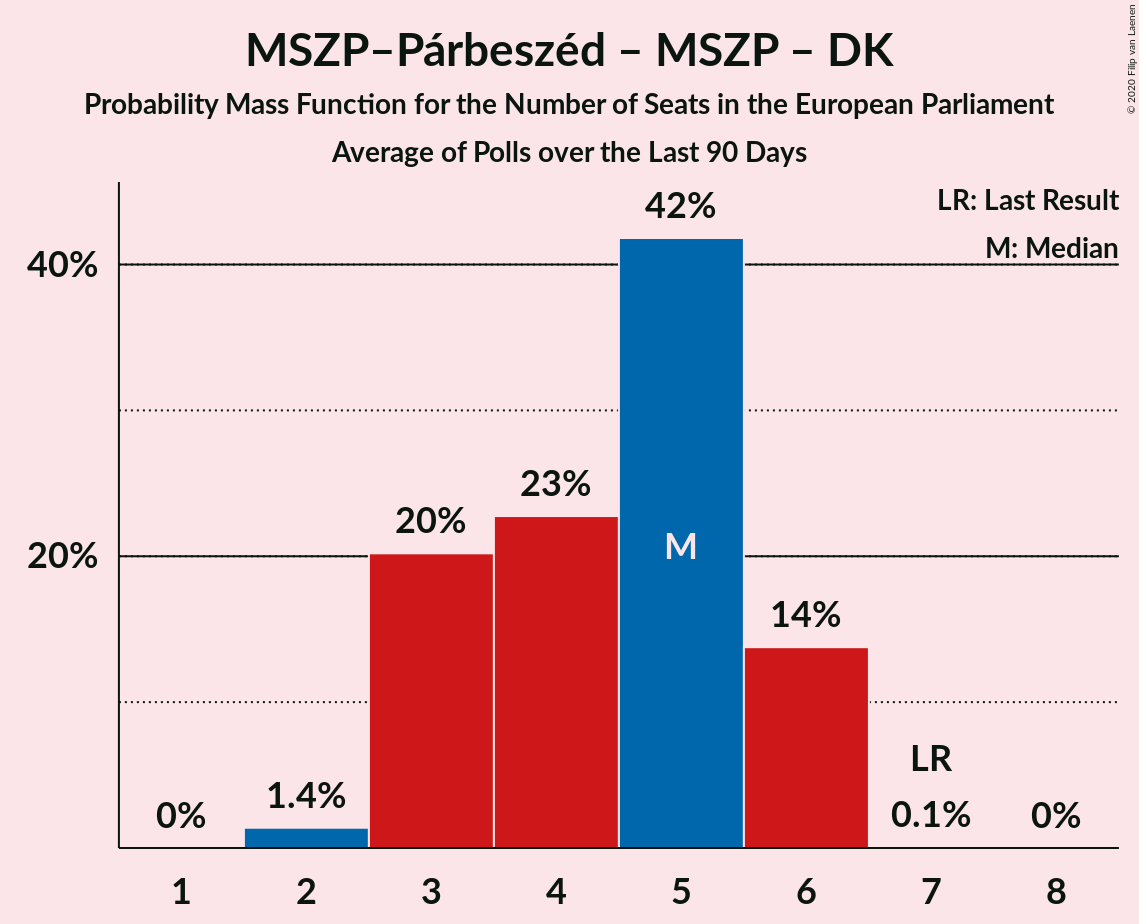 MSZP–Párbeszéd – MSZP – DK
Probability Mass Function for the Number of Seats in the European Parliament
Average of Polls over the Last 90 Days
© 2020 Filip van Laenen
LR: Last Result
M: Median
40%
20%
0%
1.4%
20%
23%
42%
M
14%
LR
0.1%
0%
1 2 3 4 5 6 7 8